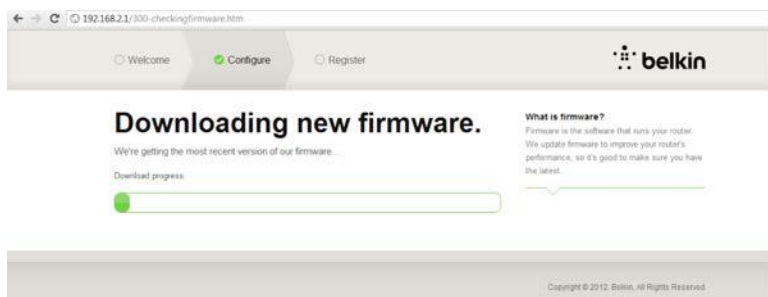 192.168.2.1/300-checkingfirmware.htm
Welcome
Configure
Register
belkin
Downloading new firmware.
We're getting the most recent version of our firmware...
Download progress:
What is firmware?
Firmware is the software that runs your router.
We update firmware to improve your router's
performance, so it's good to make sure you have
the latest.
Copyright © 2012. Belkin, All Rights Reserved.